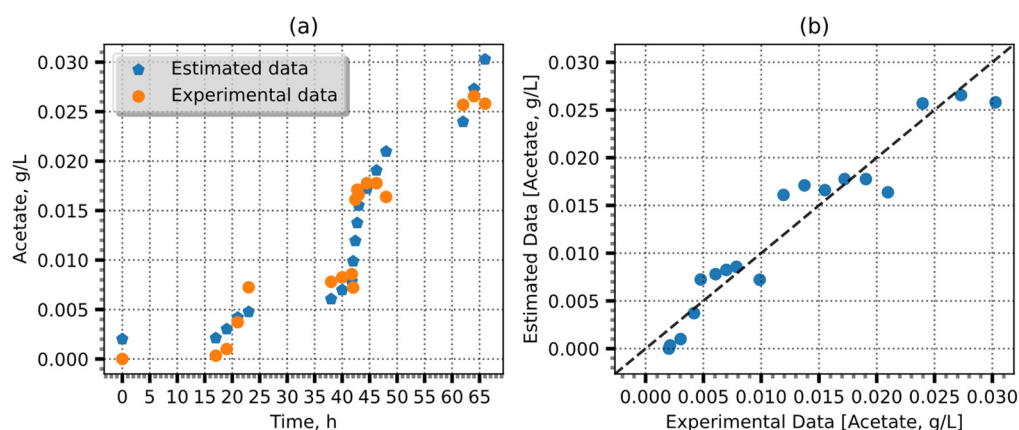 (a)
Acetate, g/L
0.030
0.025
0.020
0.015
0.010
0.005
0.000
Estimated data
Experimental data
0 5 10 15 20 25 30 35 40 45 50 55 60 65
Time, h
(b)
Estimated Data [Acetate, g/L]
0.030
0.025
0.020
0.015
0.010
0.005
0.000
0.000 0.005 0.010 0.015 0.020 0.025 0.030
Experimental Data [Acetate, g/L]